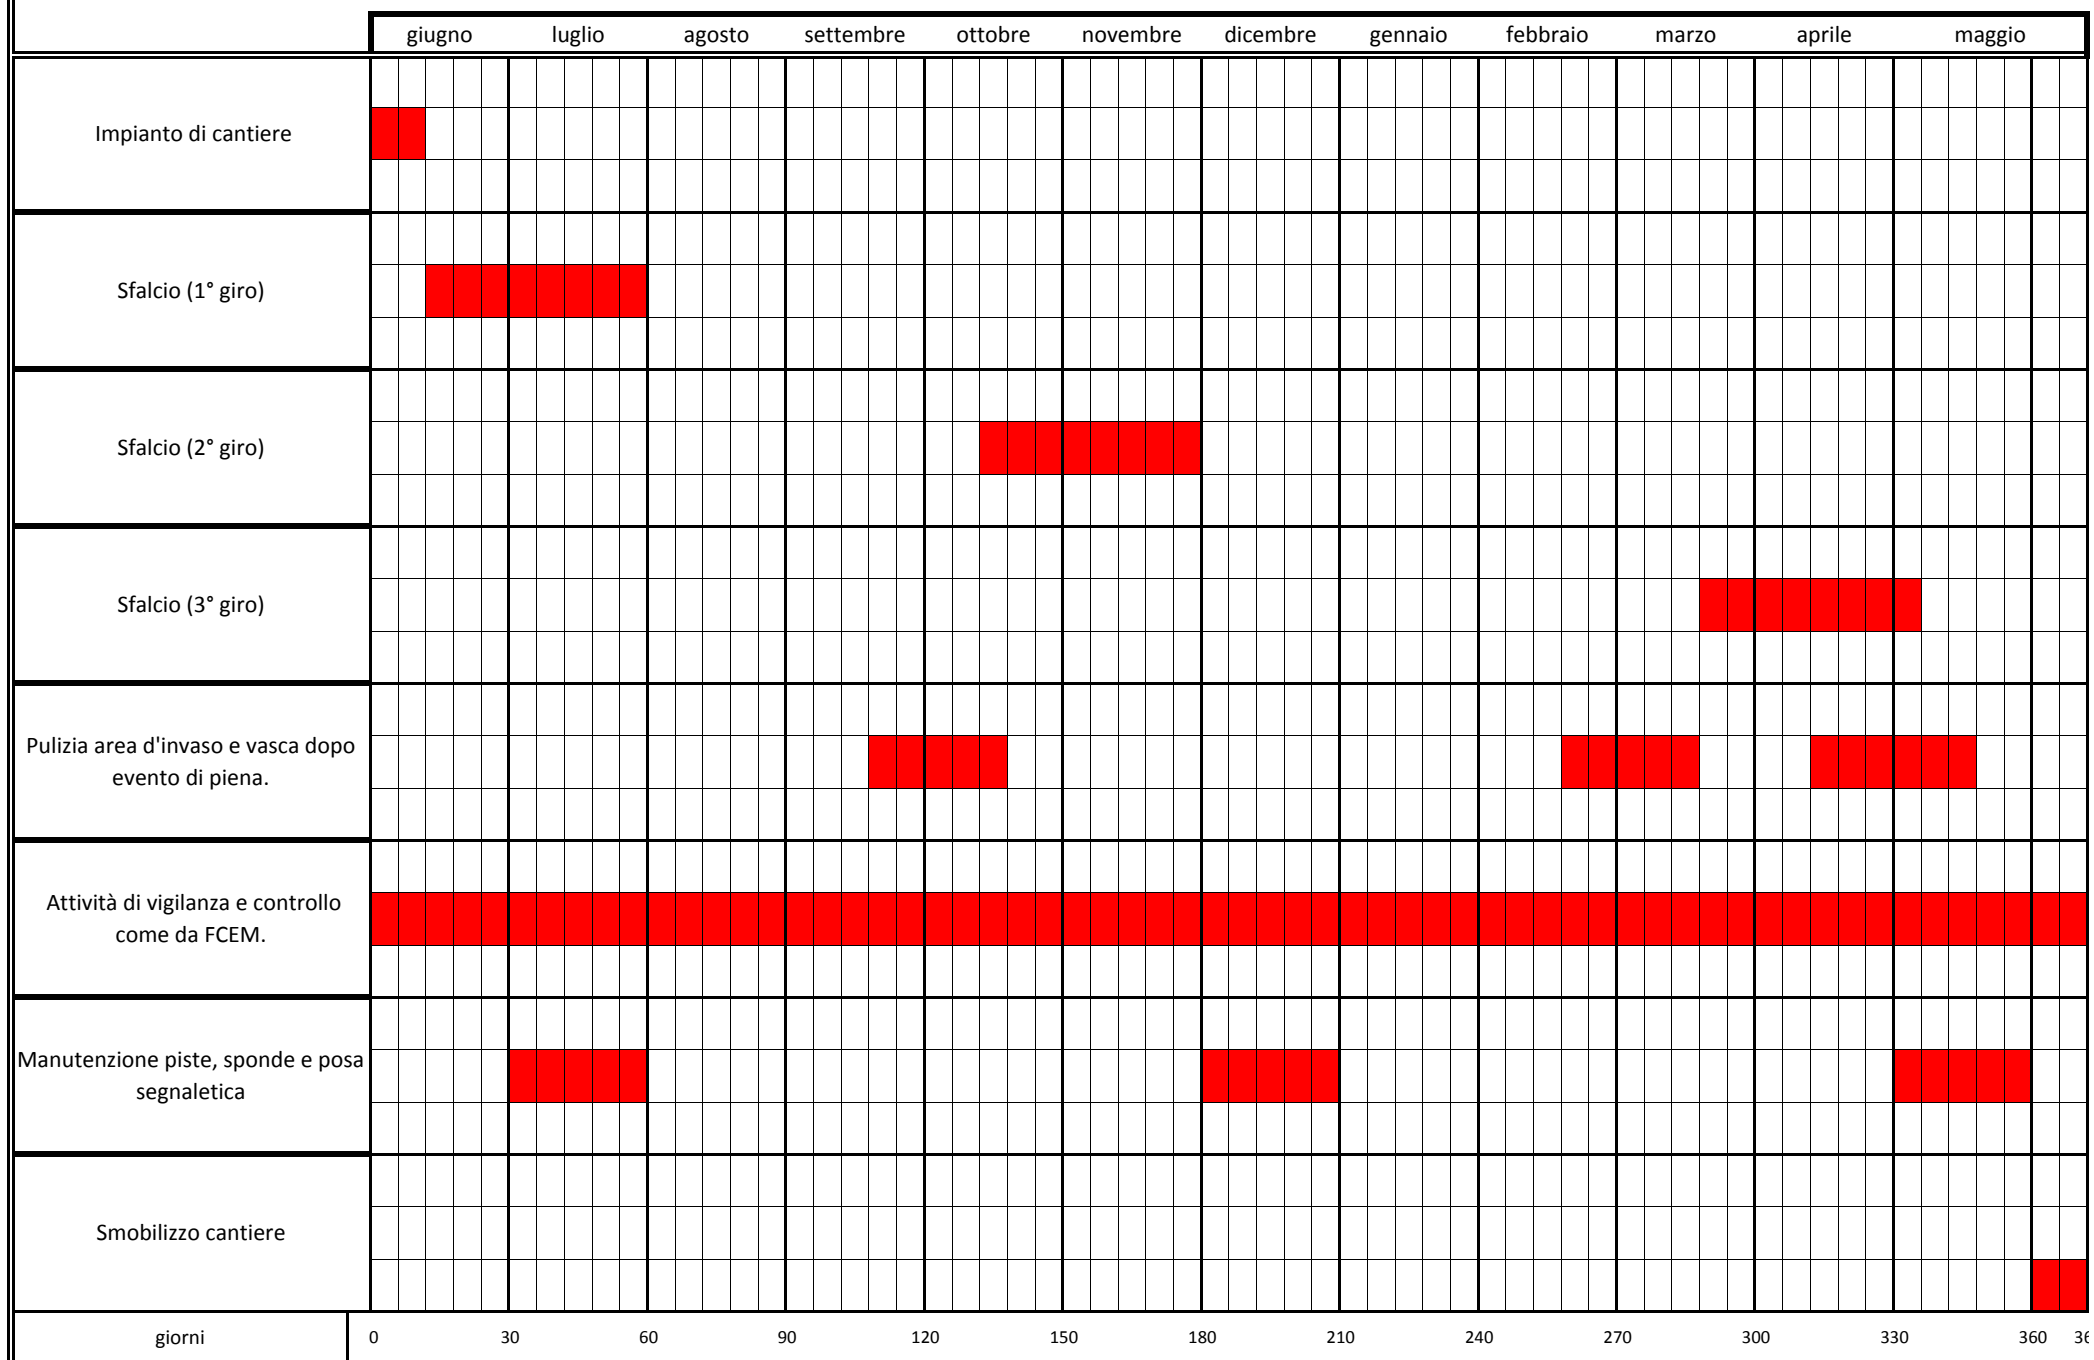 giugno luglio agosto settembre ottobre novembre dicembre gennaio febbraio marzo aprile maggio
Impianto di cantiere
Sfalcio (1° giro)
Sfalcio (2° giro)
Sfalcio (3° giro)
Pulizia area d'invaso e vasca dopo
evento di piena.
Attività di vigilanza e controllo
come da FCEM.
Manutenzione piste, sponde e posa
segnaletica
Smobilizzo cantiere
giorni 0 30 60 90 120 150 180 210 240 270 300 330 360